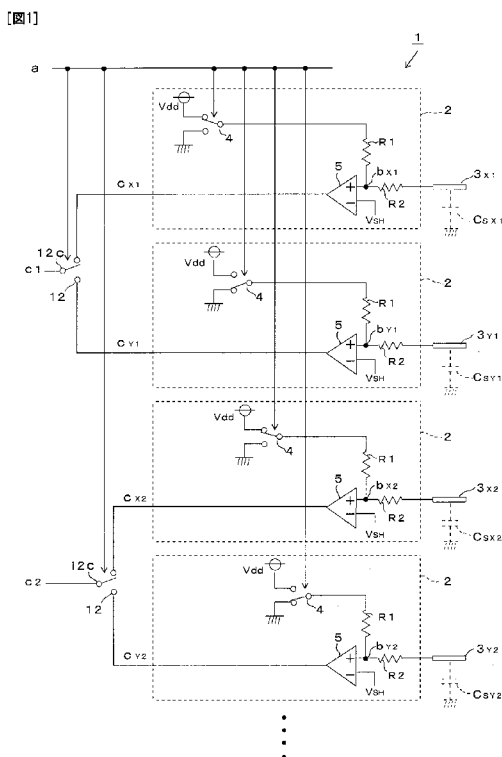 [図1]
1
a
Vdd
4
2
R1
5
+
−
bX1
R2
3X1
VSH
CSX1
CX1
12c
c1
12
Vdd
4
2
R1
5
+
−
bY1
R2
3Y1
VSH
CSY1
CY1
Vdd
4
2
R1
5
+
−
bX2
R2
3X2
VSH
CSX2
CX2
12c
c2
12
Vdd
4
2
R1
5
+
−
bY2
R2
3Y2
VSH
CSY2
CY2